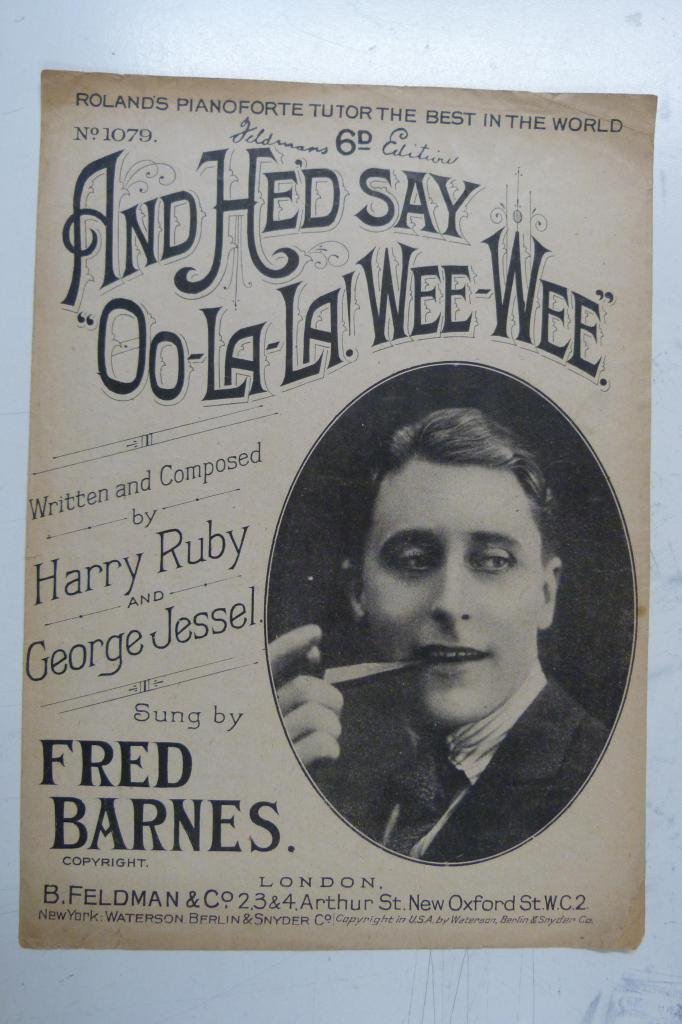 ROLAND'S PIANOFORTE TUTOR THE BEST IN THE WORLD
No 1079.
Feldmans 6D Edition
AND HE'D SAY
"OO-LA-LA! WEE-WEE".
Written and Composed
by
Harry Ruby
AND
George Jessel.
Sung by
FRED
BARNES.
COPYRIGHT.
LONDON,
B. FELDMAN & Co 2, 3 & 4, Arthur St. New Oxford St. W.C.2
New York: WATERSON BERLIN & SNYDER Co Copyright in U.S.A. by Waterson, Berlin & Snyder Co.